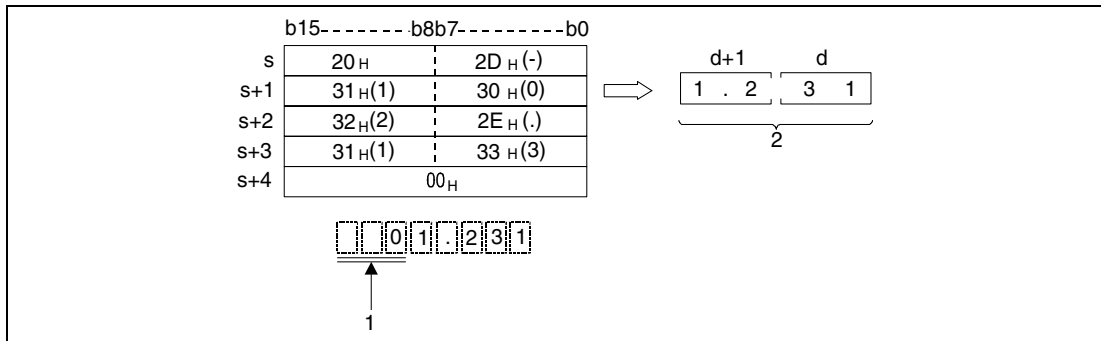 b15-------b8b7--------b0
s 20H 2DH(-)
s+1 31H(1) 30H(0)
s+2 32H(2) 2EH(.)
s+3 31H(1) 33H(3)
s+4 00H
d+1 d
1 . 2 3 1
2
0 1 . 2 3 1
1